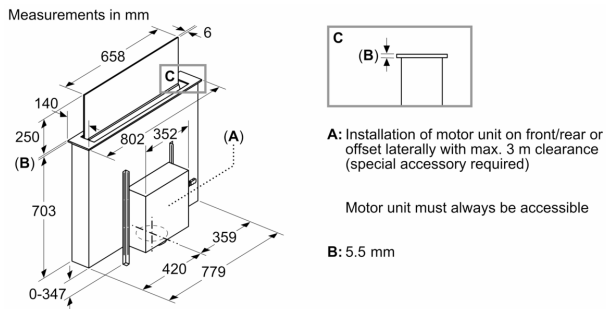 Measurements in mm
6
658
C
140
802
352
(A)
250
(B)
703
359
420
779
0-347
C
(B)
A: Installation of motor unit on front/rear or
offset laterally with max. 3 m clearance
(special accessory required)
Motor unit must always be accessible
B: 5.5 mm